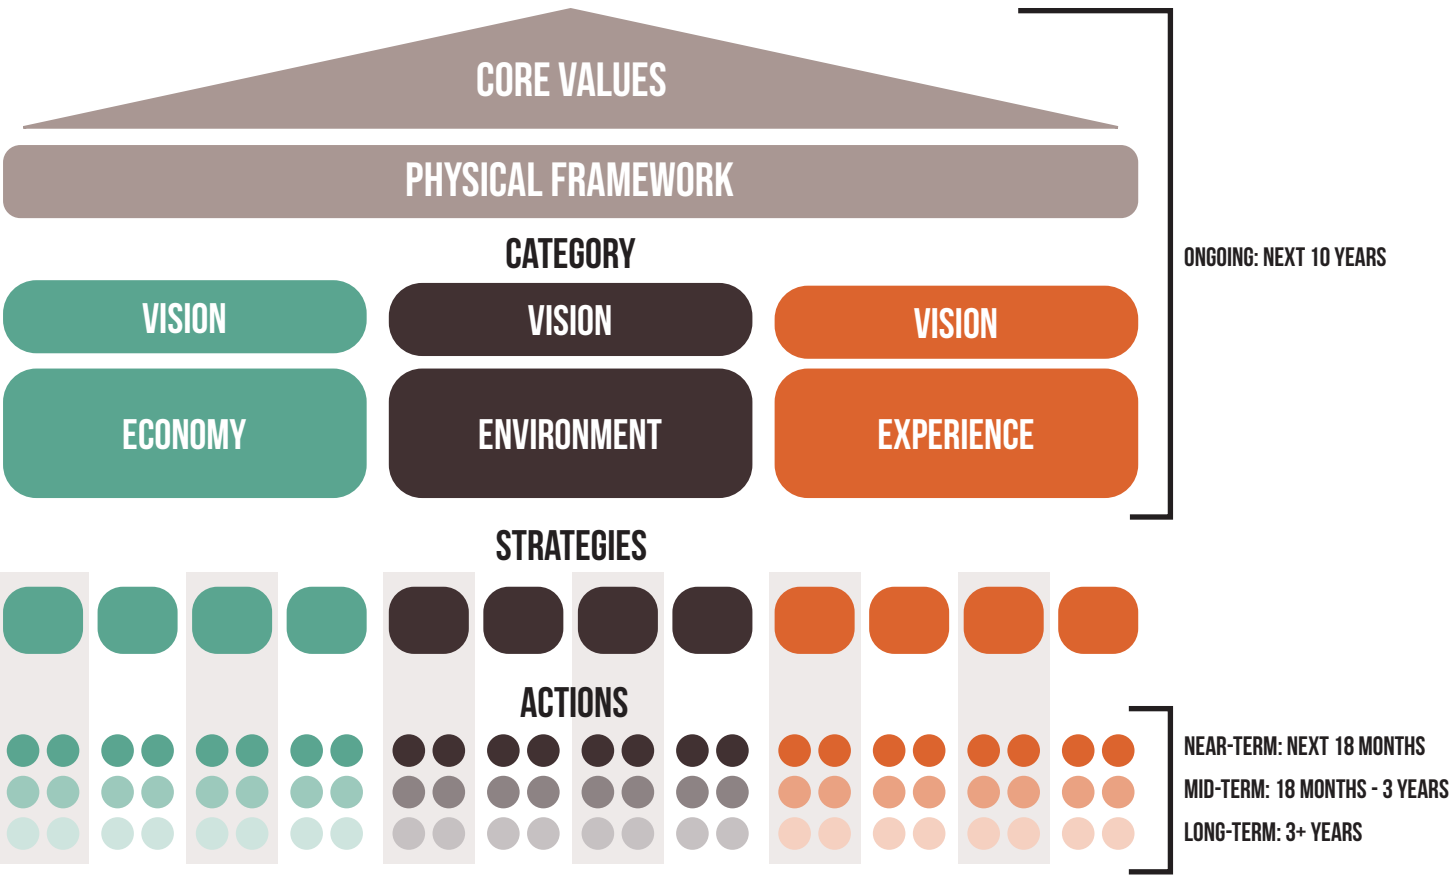 CORE VALUES
PHYSICAL FRAMEWORK
CATEGORY
VISION
VISION
VISION
ECONOMY
ENVIRONMENT
EXPERIENCE
ONGOING: NEXT 10 YEARS
STRATEGIES
ACTIONS
NEAR-TERM: NEXT 18 MONTHS
MID-TERM: 18 MONTHS - 3 YEARS
LONG-TERM: 3+ YEARS